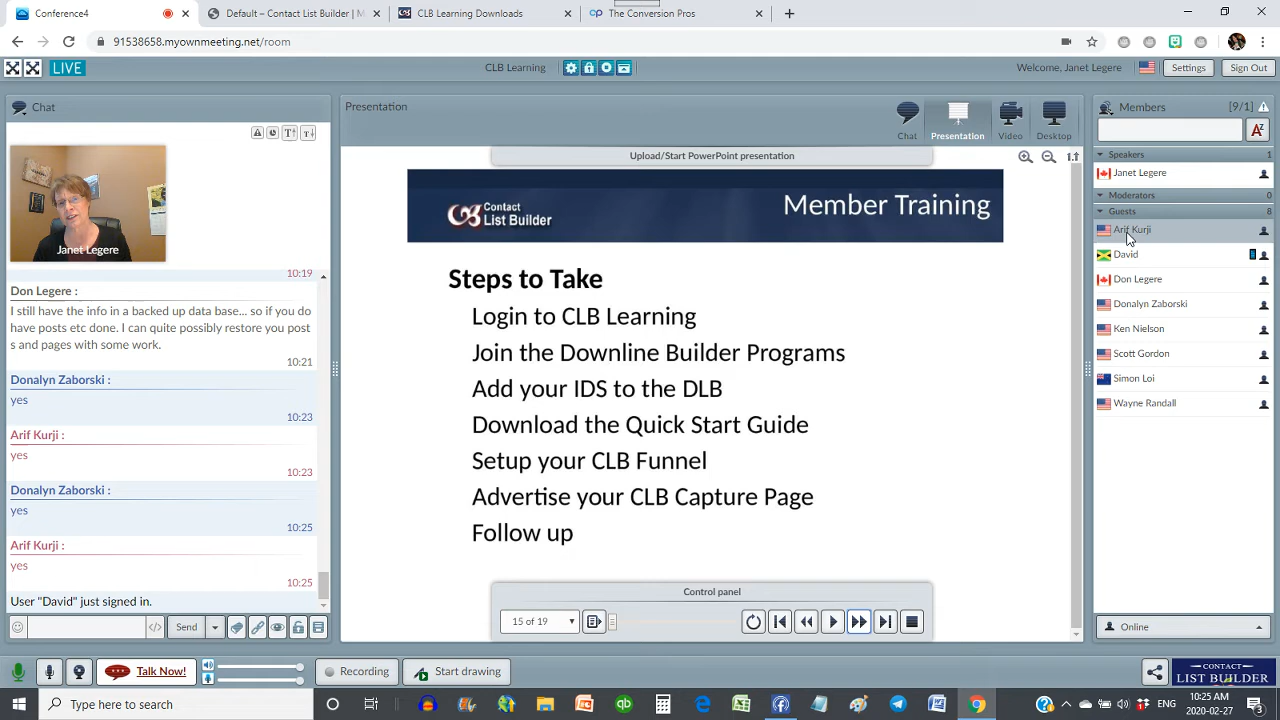 Conference4
Default – Contact List Builder | M
CLB Learning Downloads
The Conversion Pros
91538658.myownmeeting.net/room
LIVE
CLB Learning
Welcome, Janet Legere
Settings
Sign Out
Chat
Janet Legere
10:19
Don Legere :
I still have the info in a backed up data base... so if you do
have posts etc done. I can quite possibly restore you post
s and pages with some work.
10:21
Donalyn Zaborski :
yes
10:23
Arif Kurji :
yes
10:23
Donalyn Zaborski :
yes
10:25
Arif Kurji :
yes
10:25
User "David" just signed in.
Send
Presentation
Chat
Presentation
Video
Desktop
Upload/Start PowerPoint presentation
1:1
Contact
List Builder
Member Training
Steps to Take
Login to CLB Learning
Join the Downline Builder Programs
Add your IDS to the DLB
Download the Quick Start Guide
Setup your CLB Funnel
Advertise your CLB Capture Page
Follow up
Control panel
15 of 19
Members
[9/1]
Speakers 1
Janet Legere
Moderators 0
Guests 8
Arif Kurji
David
Don Legere
Donalyn Zaborski
Ken Nielson
Scott Gordon
Simon Loi
Wayne Randall
Online
Talk Now!
Recording
Start drawing
CONTACT
LIST BUILDER
Type here to search
10:25 AM
2020-02-27